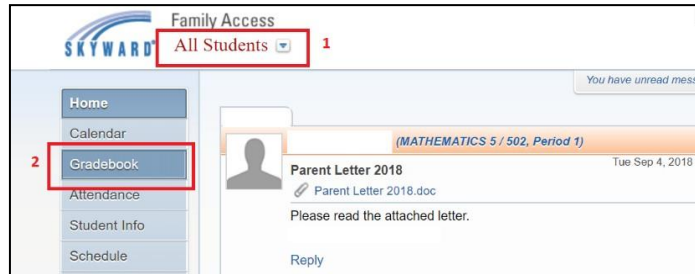 Family Access
SKYWARD
All Students
1
You have unread mess
Home
Calendar
2
Gradebook
Attendance
Student Info
Schedule
(MATHEMATICS 5 / 502, Period 1)
Parent Letter 2018
Tue Sep 4, 2018
Parent Letter 2018.doc
Please read the attached letter.
Reply